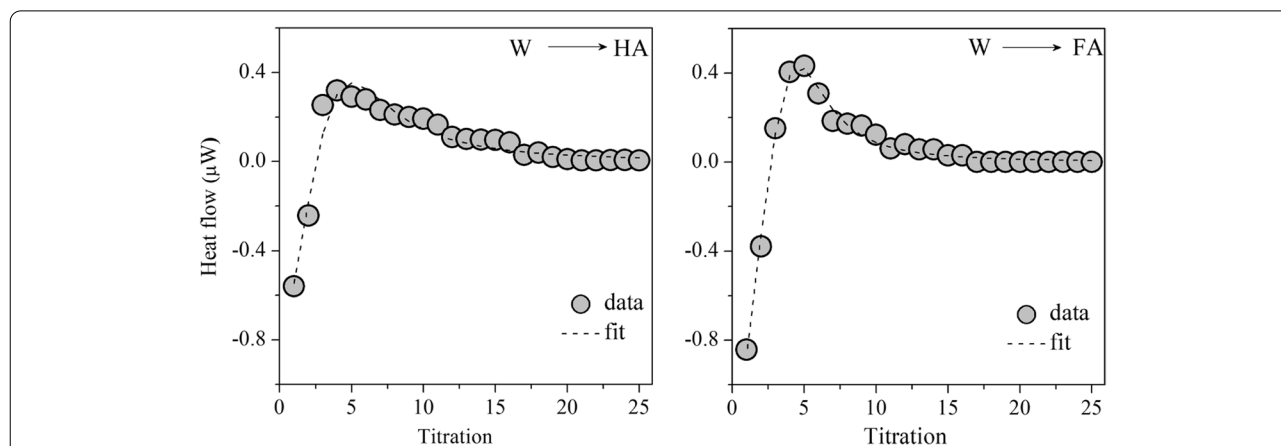 W → HA
0.4
0.0
-0.4
-0.8
Heat flow (µW)
data
fit
0 5 10 15 20 25
Titration
W → FA
0.4
0.0
-0.4
-0.8
data
fit
0 5 10 15 20 25
Titration